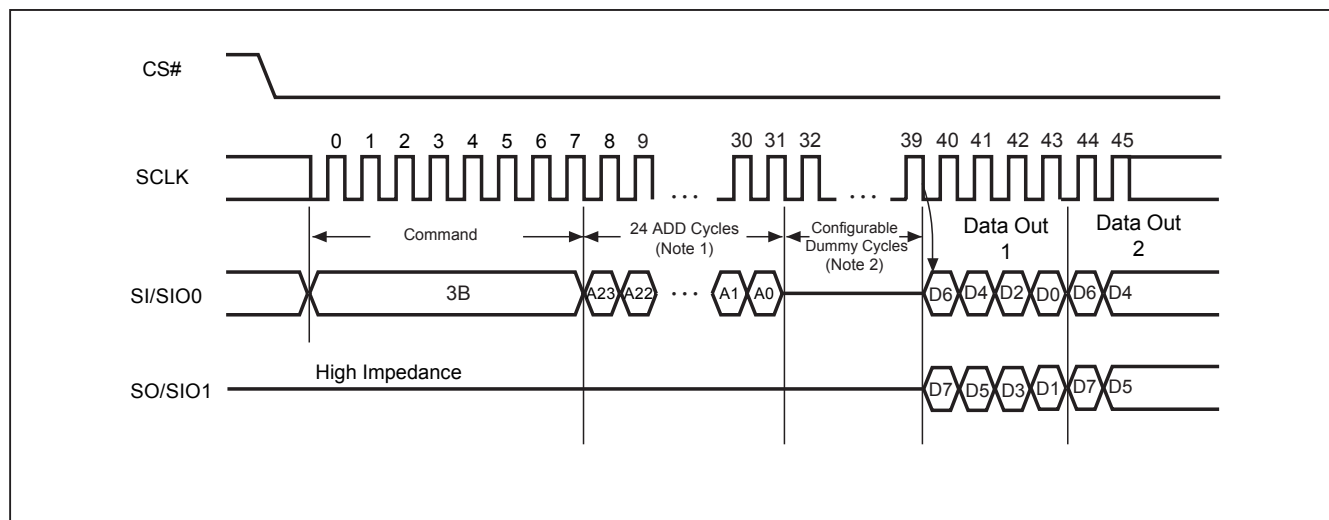 CS#
0 1 2 3 4 5 6 7 8 9 30 31 32 39 40 41 42 43 44 45
SCLK
... ...
Command
24 ADD Cycles
(Note 1)
Configurable
Dummy Cycles
(Note 2)
Data Out
1
Data Out
2
SI/SIO0
3B A23 A22 ... A1 A0 D6 D4 D2 D0 D6 D4
High Impedance
SO/SIO1
D7 D5 D3 D1 D7 D5